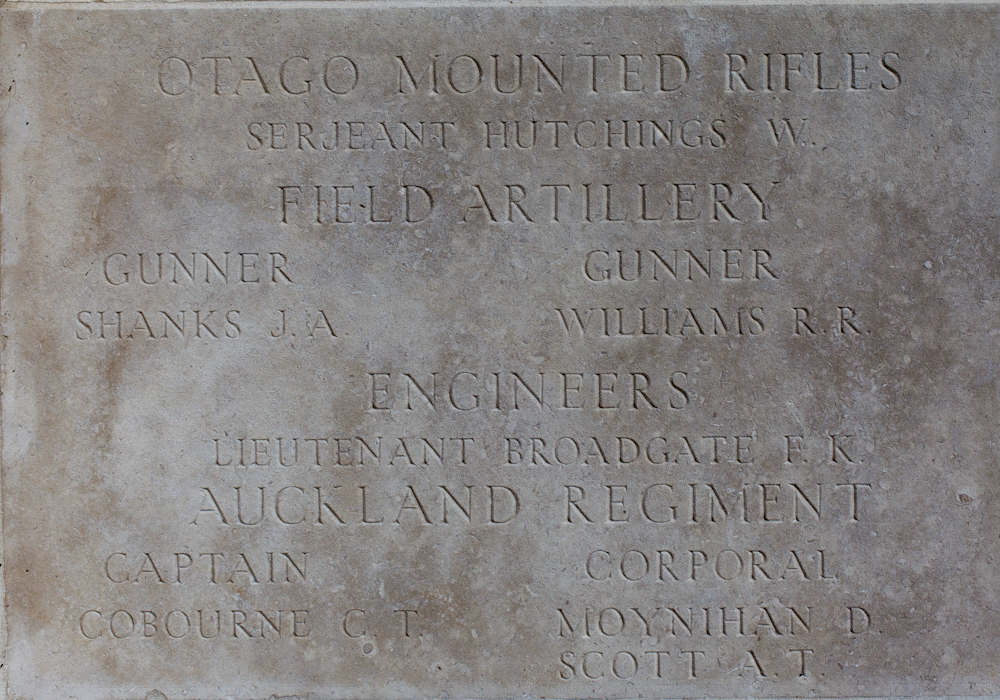 OTAGO MOUNTED RIFLES
SERJEANT HUTCHINGS W.
FIELD ARTILLERY
GUNNER GUNNER
SHANKS J. A. WILLIAMS R. R.
ENGINEERS
LIEUTENANT BROADGATE F. K.
AUCKLAND REGIMENT
CAPTAIN CORPORAL
COBOURNE C. T. MOYNIHAN D.
SCOTT A. T.